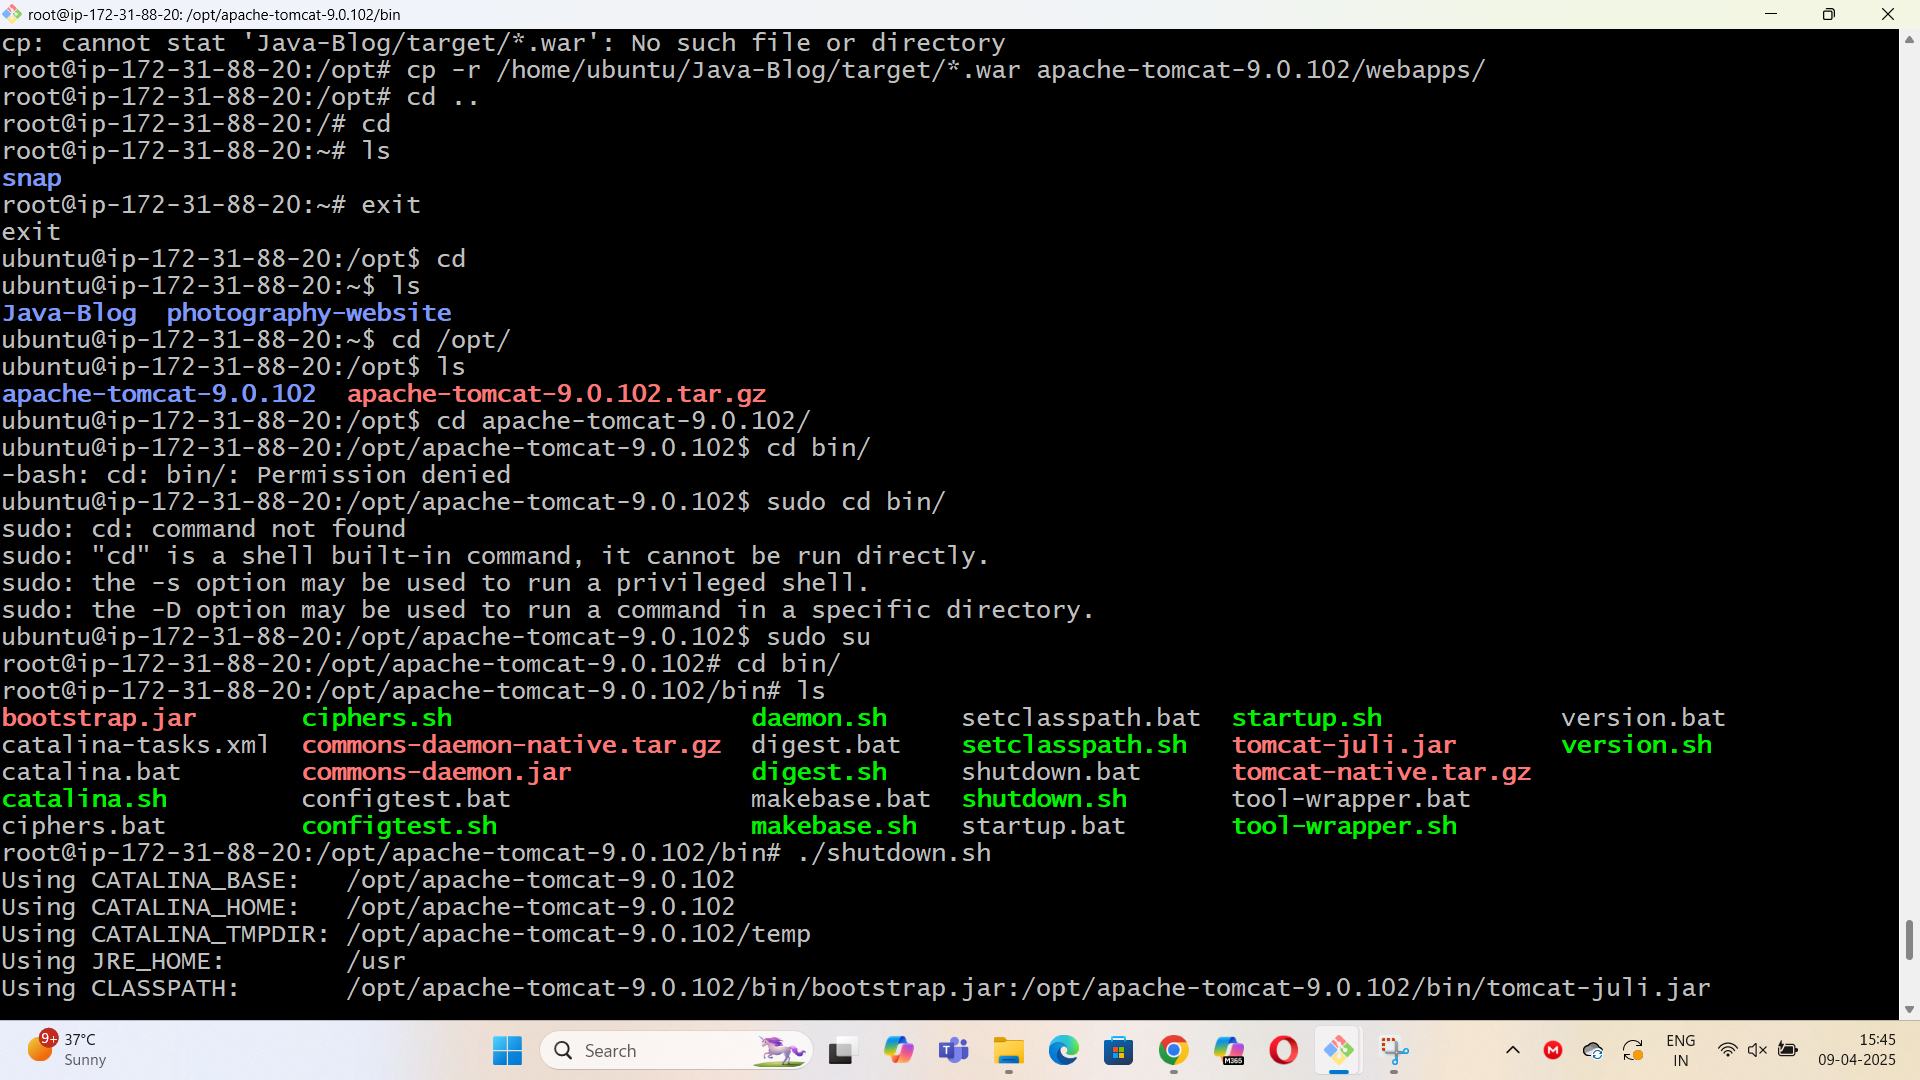 root@ip-172-31-88-20: /opt/apache-tomcat-9.0.102/bin
cp: cannot stat 'Java-Blog/target/*.war': No such file or directory
root@ip-172-31-88-20:/opt# cp -r /home/ubuntu/Java-Blog/target/*.war apache-tomcat-9.0.102/webapps/
root@ip-172-31-88-20:/opt# cd ..
root@ip-172-31-88-20:/# cd
root@ip-172-31-88-20:~# ls
snap
root@ip-172-31-88-20:~# exit
exit
ubuntu@ip-172-31-88-20:/opt$ cd
ubuntu@ip-172-31-88-20:~$ ls
Java-Blog  photography-website
ubuntu@ip-172-31-88-20:~$ cd /opt/
ubuntu@ip-172-31-88-20:/opt$ ls
apache-tomcat-9.0.102  apache-tomcat-9.0.102.tar.gz
ubuntu@ip-172-31-88-20:/opt$ cd apache-tomcat-9.0.102/
ubuntu@ip-172-31-88-20:/opt/apache-tomcat-9.0.102$ cd bin/
-bash: cd: bin/: Permission denied
ubuntu@ip-172-31-88-20:/opt/apache-tomcat-9.0.102$ sudo cd bin/
sudo: cd: command not found
sudo: "cd" is a shell built-in command, it cannot be run directly.
sudo: the -s option may be used to run a privileged shell.
sudo: the -D option may be used to run a command in a specific directory.
ubuntu@ip-172-31-88-20:/opt/apache-tomcat-9.0.102$ sudo su
root@ip-172-31-88-20:/opt/apache-tomcat-9.0.102# cd bin/
root@ip-172-31-88-20:/opt/apache-tomcat-9.0.102/bin# ls
bootstrap.jar       ciphers.sh                    daemon.sh     setclasspath.bat  startup.sh            version.bat
catalina-tasks.xml  commons-daemon-native.tar.gz  digest.bat    setclasspath.sh   tomcat-juli.jar       version.sh
catalina.bat        commons-daemon.jar            digest.sh     shutdown.bat      tomcat-native.tar.gz
catalina.sh         configtest.bat                makebase.bat  shutdown.sh       tool-wrapper.bat
ciphers.bat         configtest.sh                 makebase.sh   startup.bat       tool-wrapper.sh
root@ip-172-31-88-20:/opt/apache-tomcat-9.0.102/bin# ./shutdown.sh
Using CATALINA_BASE:   /opt/apache-tomcat-9.0.102
Using CATALINA_HOME:   /opt/apache-tomcat-9.0.102
Using CATALINA_TMPDIR: /opt/apache-tomcat-9.0.102/temp
Using JRE_HOME:        /usr
Using CLASSPATH:       /opt/apache-tomcat-9.0.102/bin/bootstrap.jar:/opt/apache-tomcat-9.0.102/bin/tomcat-juli.jar
9+
37°C
Sunny
Search
M365
M
ENG
IN
15:45
09-04-2025